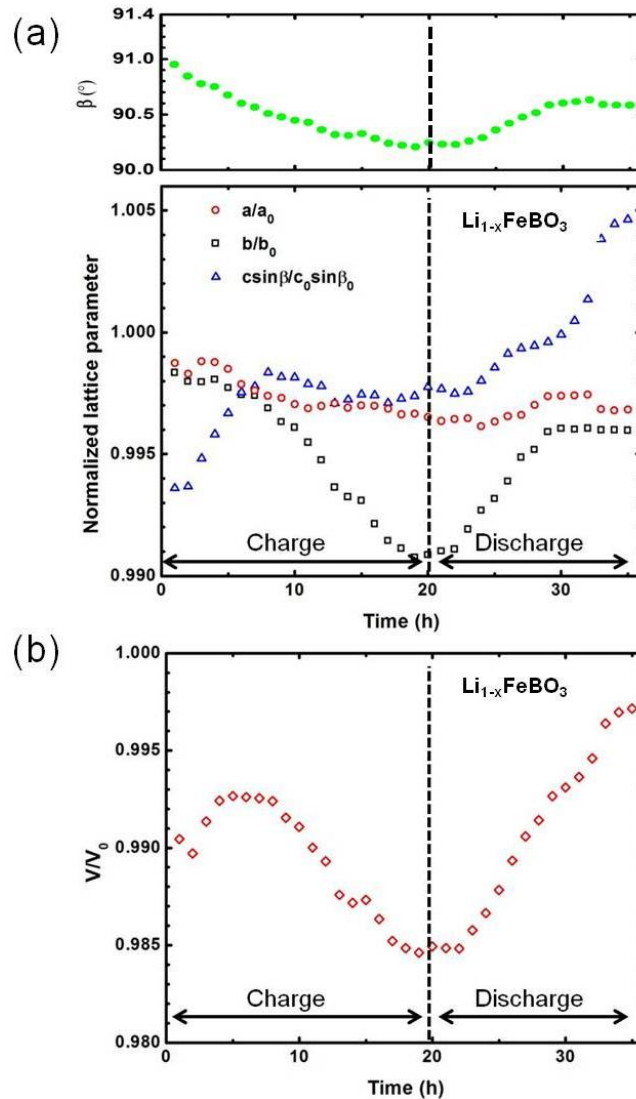 (a)
91.0
90.5
90.0
β (°)
1.005
1.000
0.995
0.990
Normalized lattice parameter
a/a0
b/b0
csinβ/c0sinβ0
Li1-xFeBO3
Charge
Discharge
0 10 20 30
Time (h)
(b)
1.000
0.995
0.990
0.985
0.980
V/V0
Li1-xFeBO3
Charge
Discharge
0 10 20 30
Time (h)